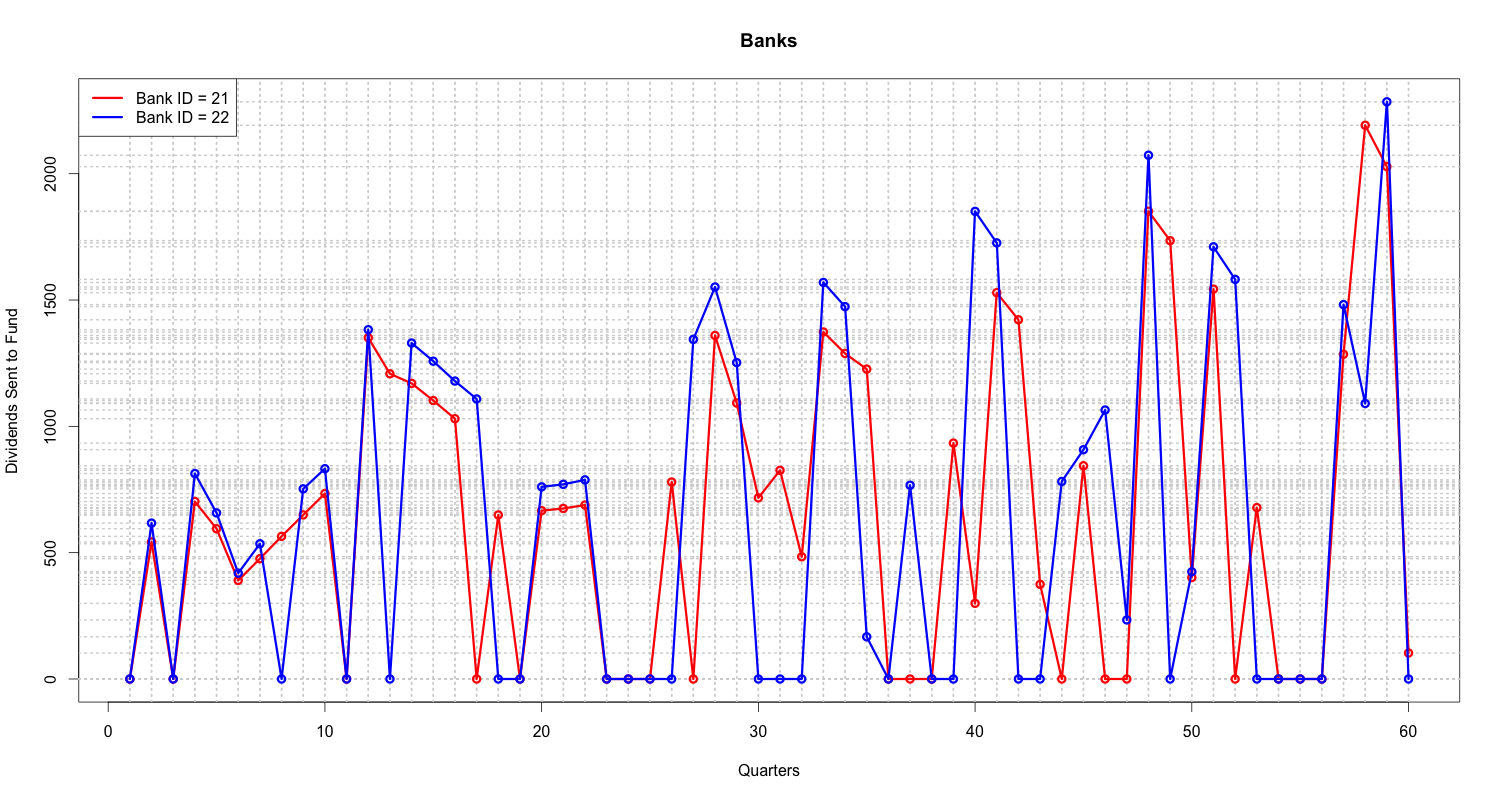 Banks
Bank ID = 21
Bank ID = 22
Dividends Sent to Fund
2000
1500
1000
500
0
0 10 20 30 40 50 60
Quarters